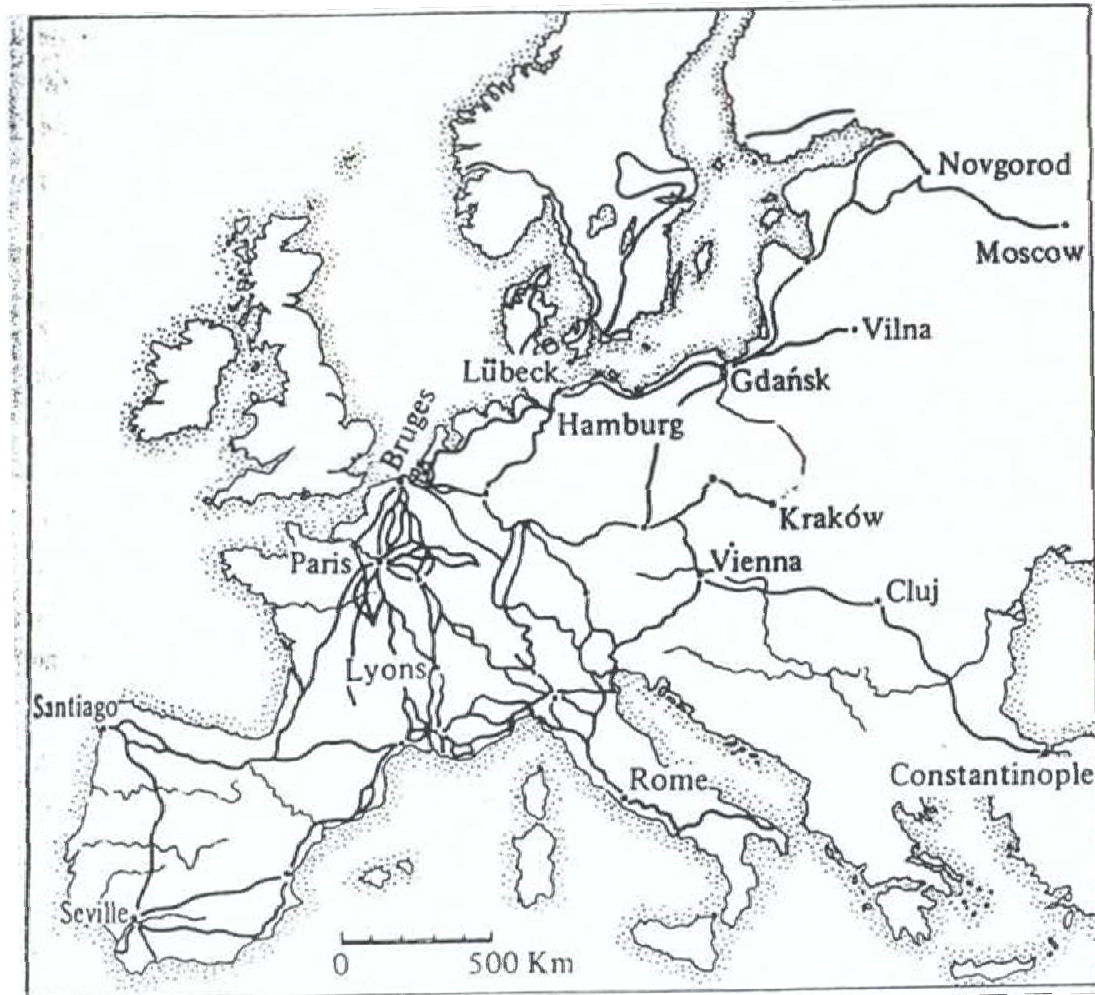 Novgorod
Moscow
Vilna
Lübeck
Gdańsk
Bruges
Hamburg
Kraków
Paris
Vienna
Cluj
Lyons
Santiago
Rome
Constantinople
Seville
0 500 Km